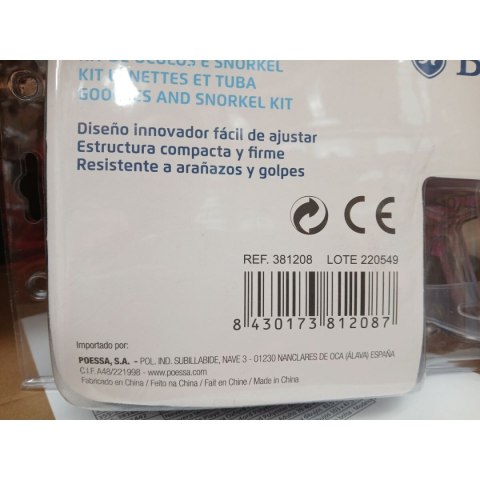 E SNORKEL
KIT LUNETTES ET TUBA
GOGGLES AND SNORKEL KIT
B
Diseño innovador fácil de ajustar
Estructura compacta y firme
Resistente a arañazos y golpes
CE
REF. 381208 LOTE 220549
8 430173 812087
Importado por:
POESSA, S.A. - POL. IND. SUBILLABIDE, NAVE 3 - 01230 NANCLARES DE OCA (ÁLAVA) ESPAÑA
C.I.F. A48/221998 - www.poessa.com
Fabricado en China / Feito na China / Fait en Chine / Made in China